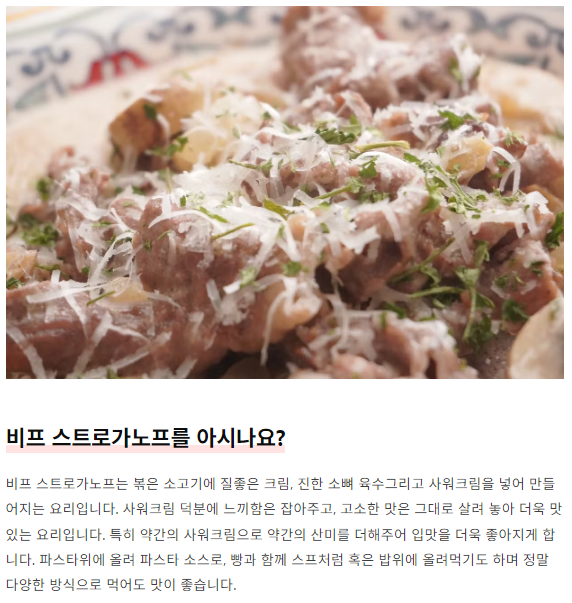 비프 스트로가노프를 아시나요?
비프 스트로가노프는 볶은 소고기에 질좋은 크림, 진한 소뼈 육수그리고 사워크림을 넣어 만들
어지는 요리입니다. 사워크림 덕분에 느끼함은 잡아주고, 고소한 맛은 그대로 살려 놓아 더욱 맛
있는 요리입니다. 특히 약간의 사워크림으로 약간의 산미를 더해주어 입맛을 더욱 좋아지게 합
니다. 파스타위에 올려 파스타 소스로, 빵과 함께 스프처럼 혹은 밥위에 올려먹기도 하며 정말
다양한 방식으로 먹어도 맛이 좋습니다.